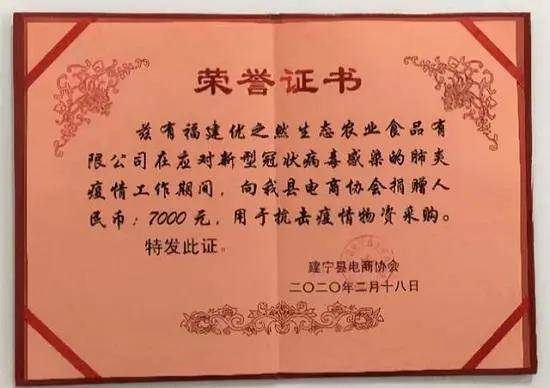 荣誉证书
兹有福建优之然生态农业食品有
限公司在应对新型冠状病毒感染的肺炎
疫情工作期间，向我县电商协会捐赠人
民币：7000元，用于抗击疫情物资采购。
特发此证。
建宁县电商协会
二〇二〇年二月十八日